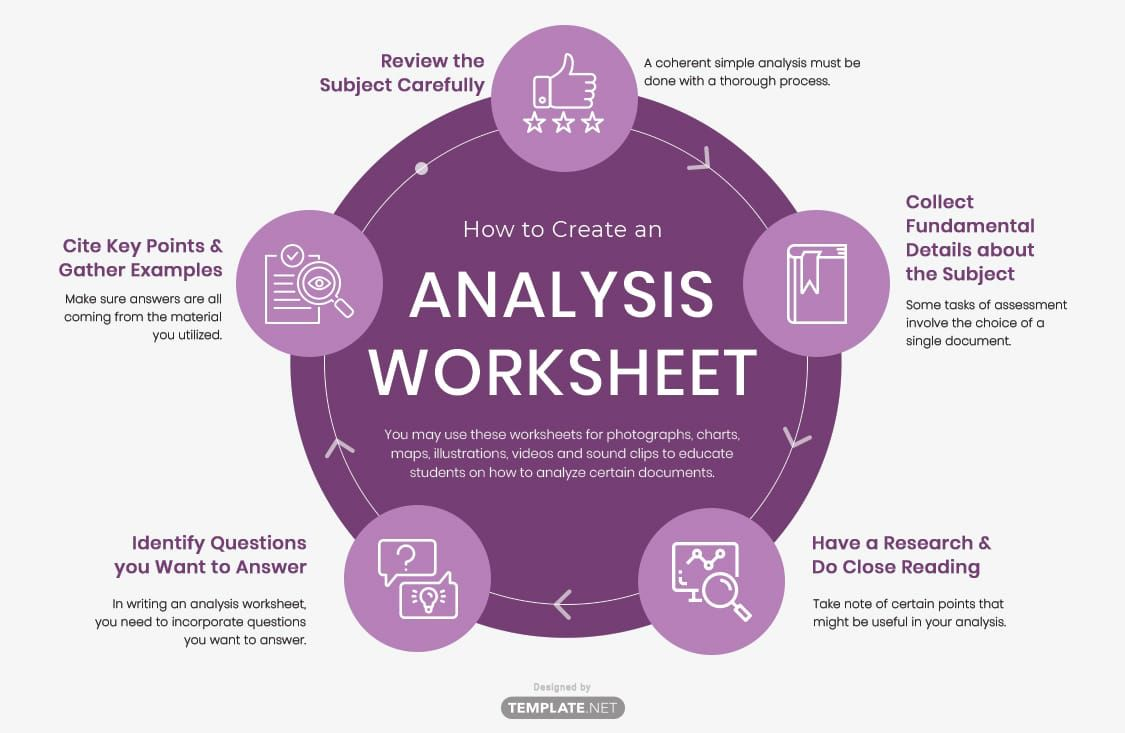 How to Create an
ANALYSIS
WORKSHEET
You may use these worksheets for photographs, charts,
maps, illustrations, videos and sound clips to educate
students on how to analyze certain documents.
Review the
Subject Carefully
A coherent simple analysis must be
done with a thorough process.
Collect
Fundamental
Details about
the Subject
Some tasks of assessment
involve the choice of a
single document.
Have a Research &
Do Close Reading
Take note of certain points that
might be useful in your analysis.
Identify Questions
you Want to Answer
In writing an analysis worksheet,
you need to incorporate questions
you want to answer.
Cite Key Points &
Gather Examples
Make sure answers are all
coming from the material
you utilized.
?
Designed by
TEMPLATE.NET